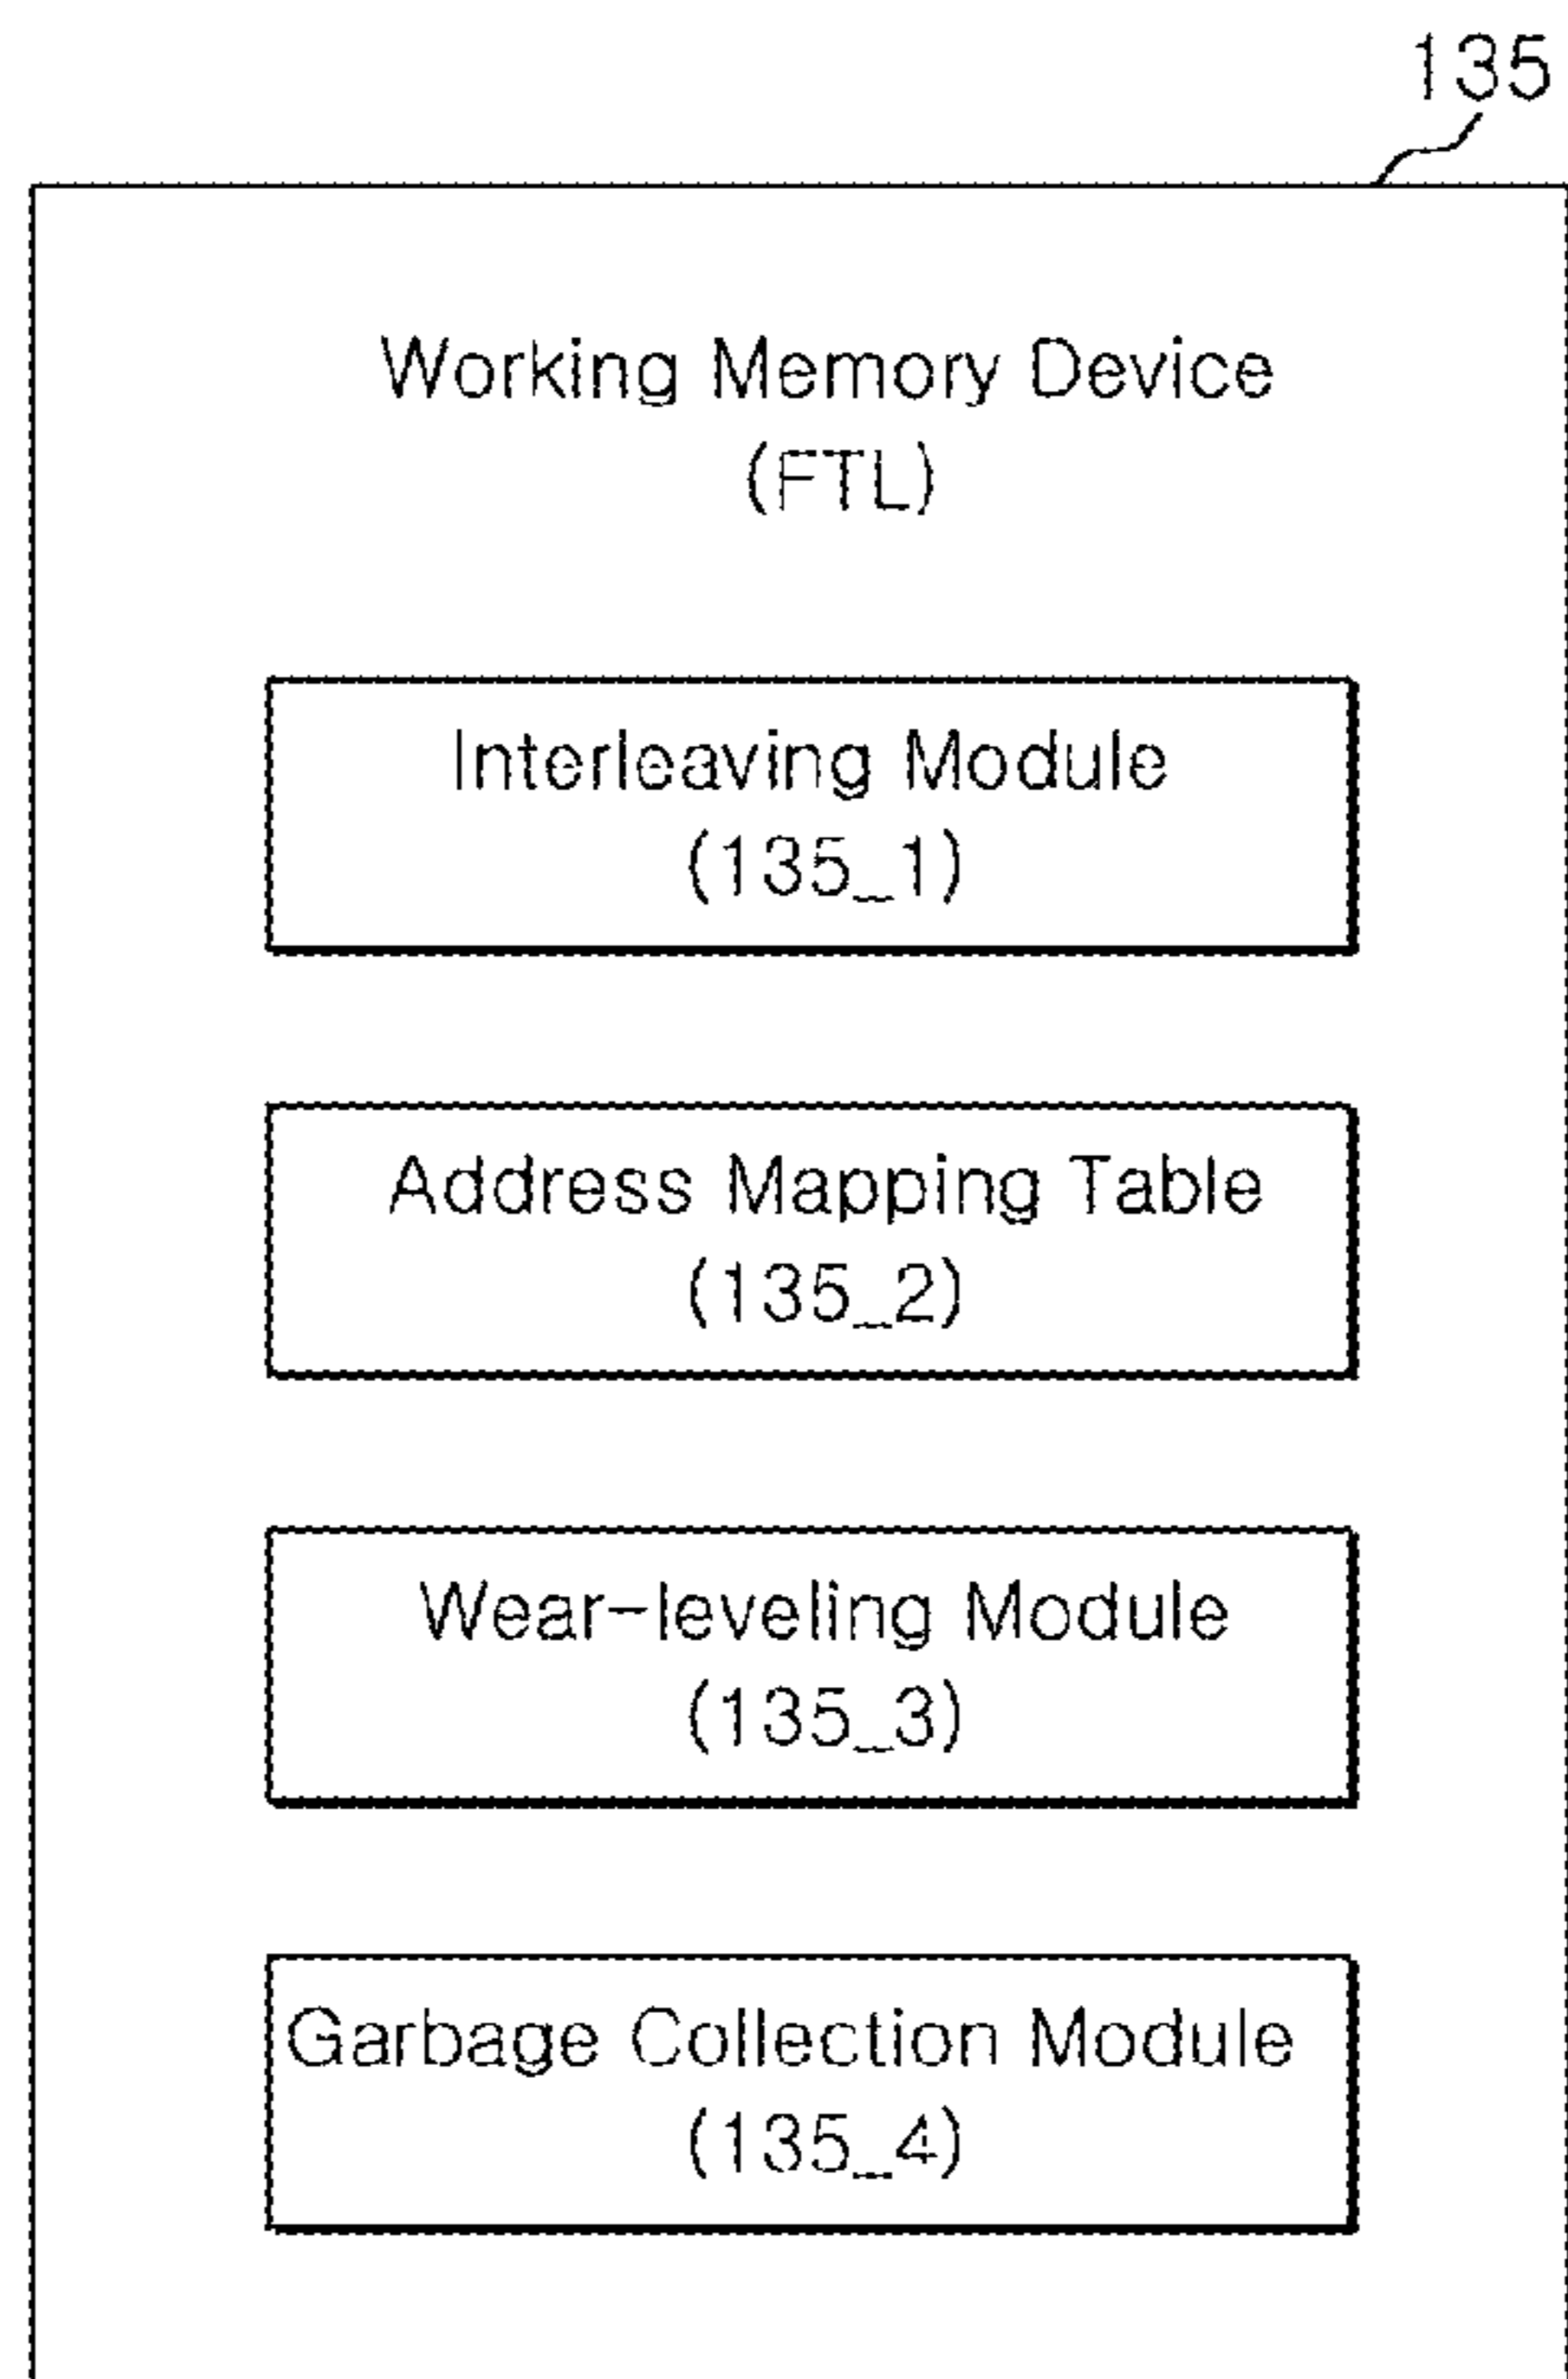 135
Working Memory Device
(FTL)
Interleaving Module
(135_1)
Address Mapping Table
(135_2)
Wear-leveling Module
(135_3)
Garbage Collection Module
(135_4)